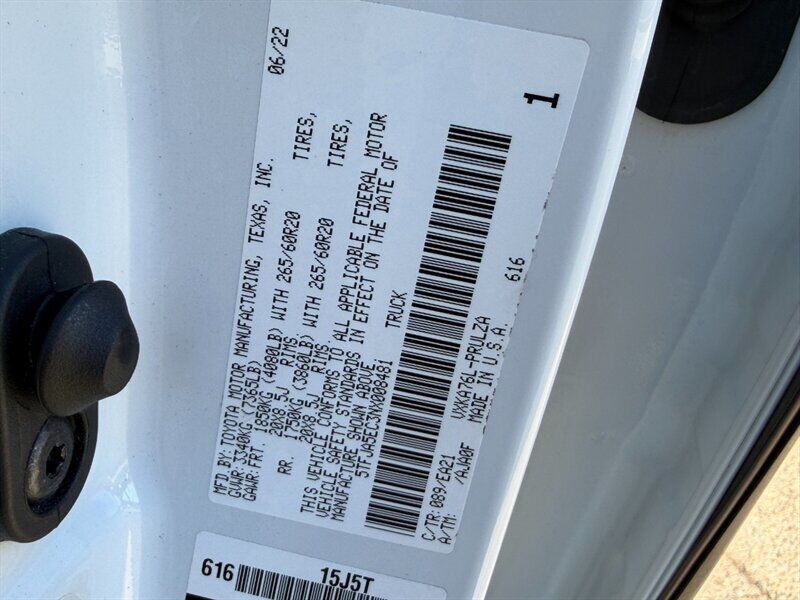 MFD BY: TOYOTA MOTOR MANUFACTURING, TEXAS, INC. 06/22
GVWR: 3340KG (7355LB)
GAWR: FRT. 1850KG (4080LB) WITH 265/60R20 TIRES,
20X8.5J RIMS
RR. 1750KG (3860LB) WITH 265/60R20 TIRES,
20X8.5J RIMS
THIS VEHICLE CONFORMS TO ALL APPLICABLE FEDERAL MOTOR
VEHICLE SAFETY STANDARDS IN EFFECT ON THE DATE OF
MANUFACTURE SHOWN ABOVE.
5TFJA5EC3NX008481 TRUCK
1
C/TR: 089/EA21 VXKA76L-PRULZA 616
A/TM: /AJA0F MADE IN U.S.A.
616 15J5T